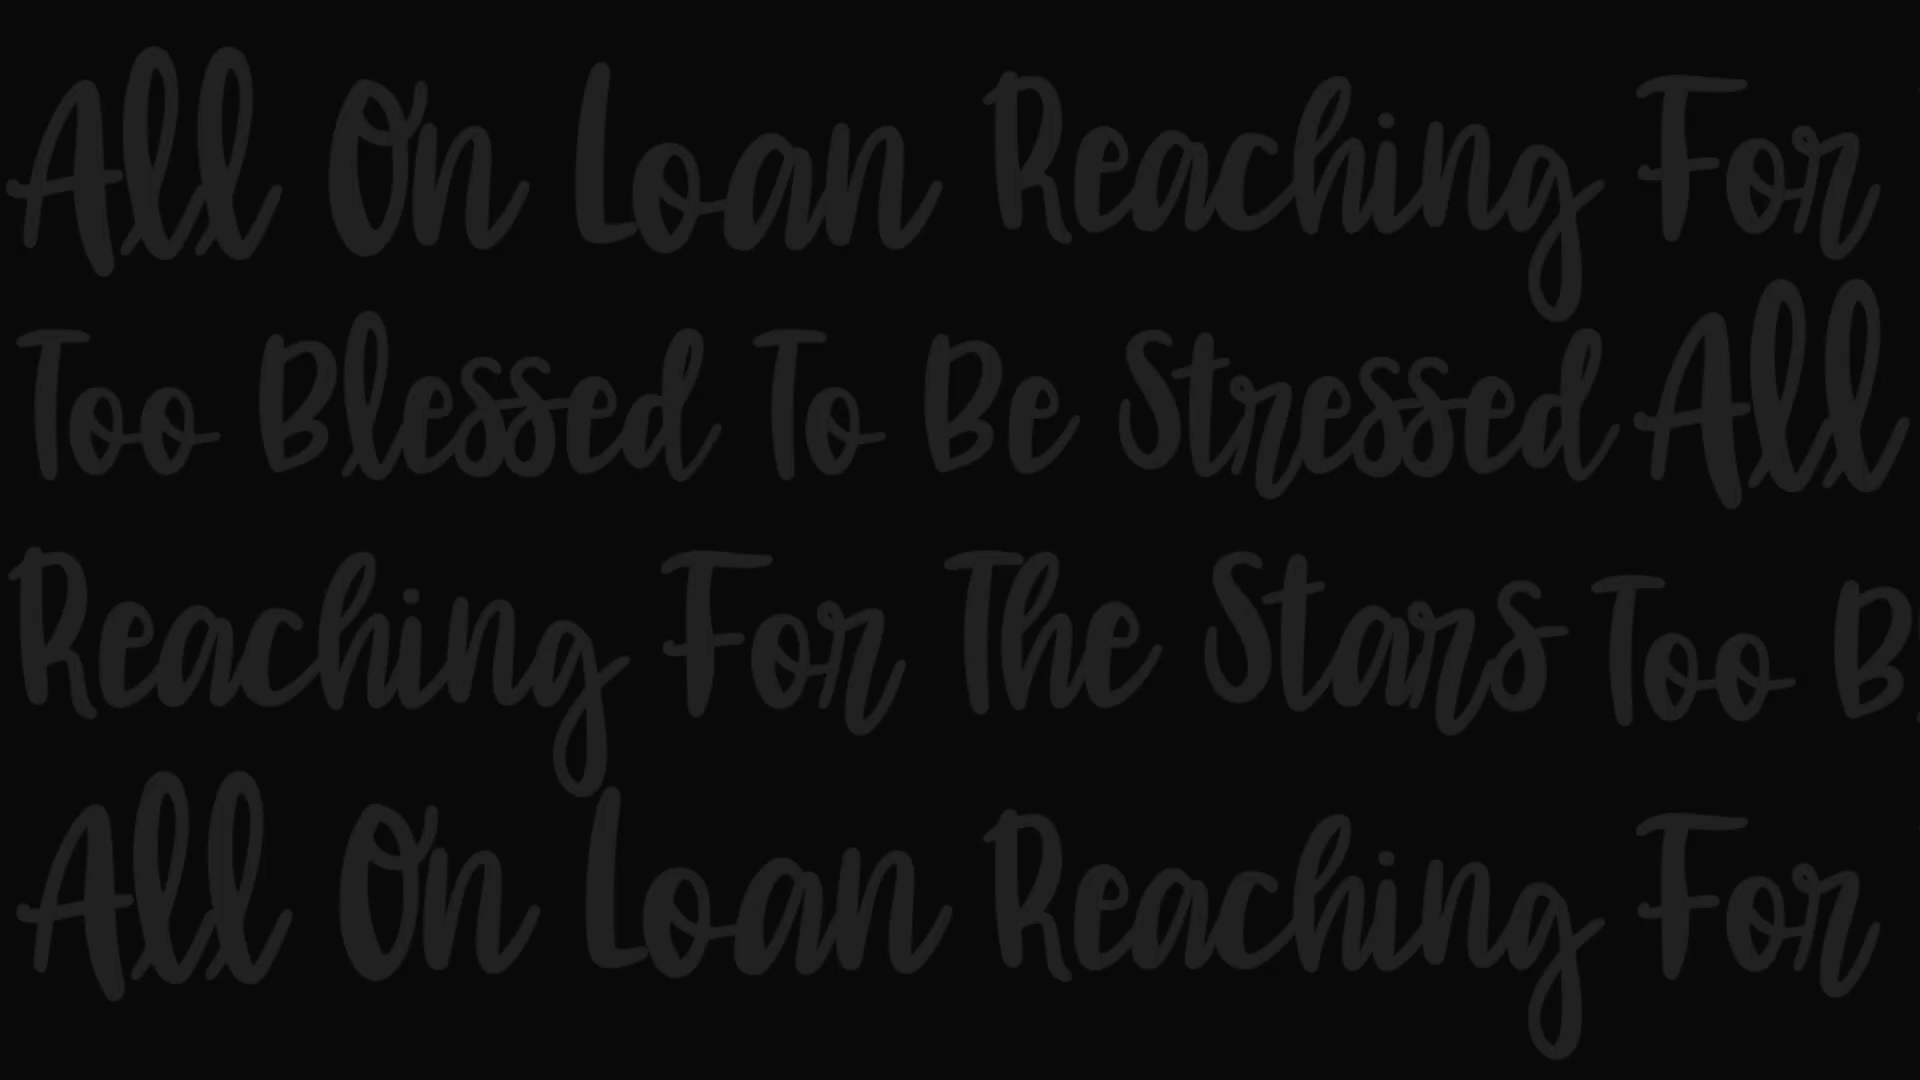 All On Loan Reaching For
Too Blessed To Be Stressed All
Reaching For The Stars Too B
All On Loan Reaching For